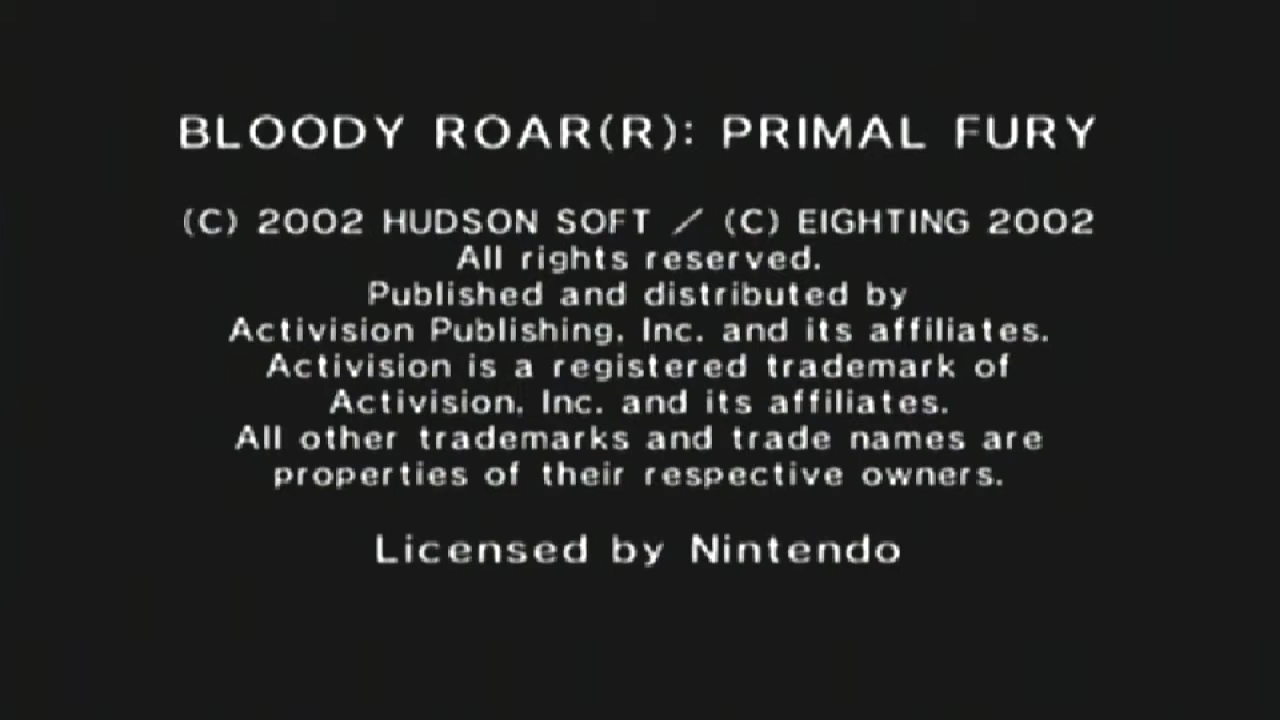 BLOODY ROAR(R): PRIMAL FURY
(C) 2002 HUDSON SOFT / (C) EIGHTING 2002
All rights reserved.
Published and distributed by
Activision Publishing, Inc. and its affiliates.
Activision is a registered trademark of
Activision, Inc. and its affiliates.
All other trademarks and trade names are
properties of their respective owners.
Licensed by Nintendo